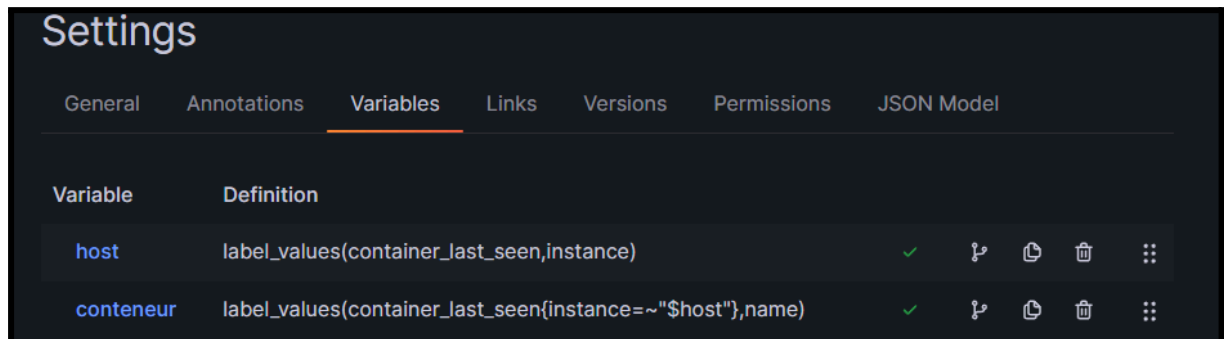 Settings
General Annotations Variables Links Versions Permissions JSON Model
Variable Definition
host label_values(container_last_seen,instance)
conteneur label_values(container_last_seen{instance=~"$host"},name)